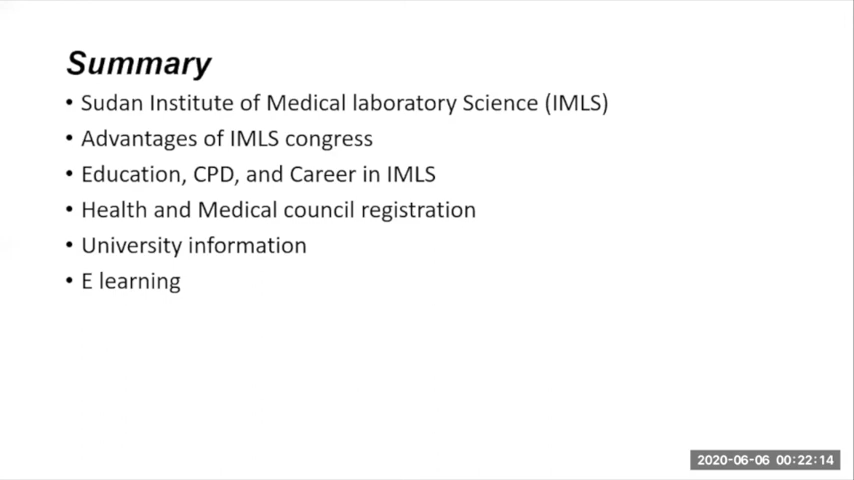 Summary
• Sudan Institute of Medical laboratory Science (IMLS)
• Advantages of IMLS congress
• Education, CPD, and Career in IMLS
• Health and Medical council registration
• University information
• E learning
2020-06-06 00:22:14